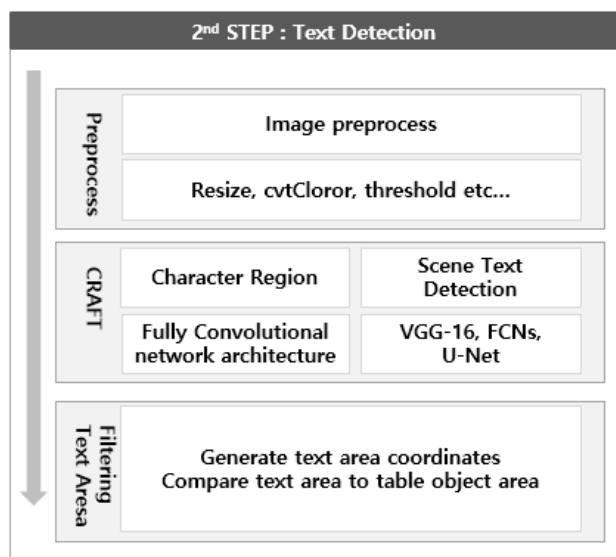 2nd STEP : Text Detection
Preprocess
Image preprocess
Resize, cvtCloror, threshold etc...
CRAFT
Character Region
Scene Text
Detection
Fully Convolutional
network architecture
VGG-16, FCNs,
U-Net
Filtering
Text Aresa
Generate text area coordinates
Compare text area to table object area